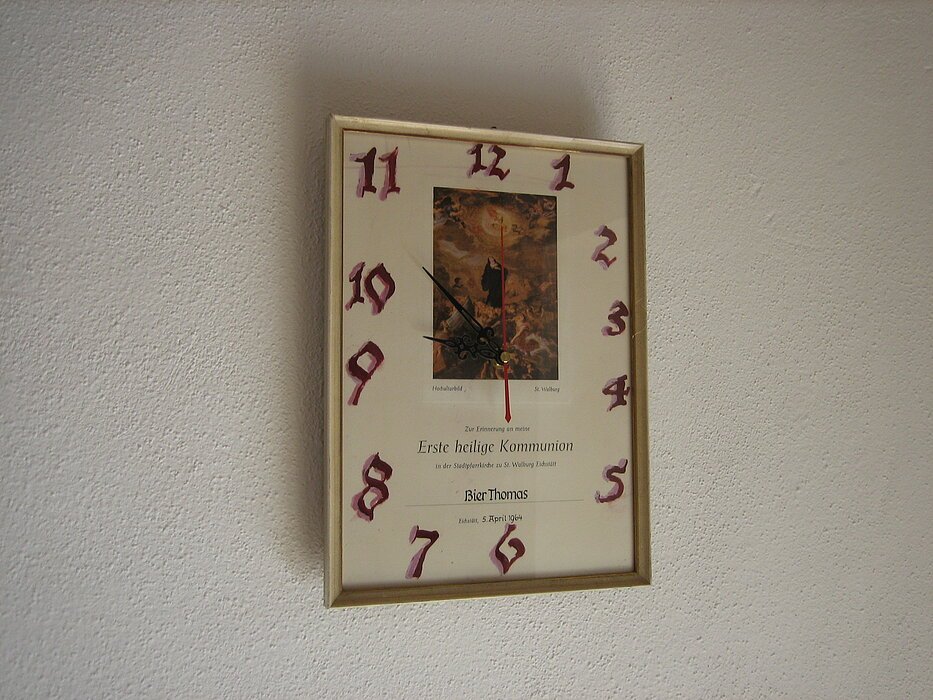 11 12 1
2
10
3
9
4
Hochaltarbild St. Walburg
Zur Erinnerung an meine
Erste heilige Kommunion
in der Stadtpfarrkirche zu St. Walburg Eichstätt
8
5
Bier Thomas
Eichstätt, 5. April 1964
7 6